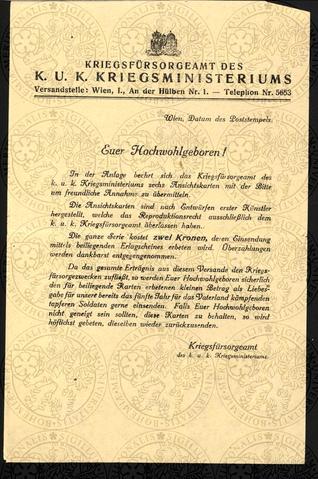 KRIEGSFÜRSORGEAMT DES
K. U. K. KRIEGSMINISTERIUMS
Versandstelle: Wien, I., An der Hülben Nr. 1. — Telephon Nr. 5653
Wien, Datum des Poststempels.
Euer Hochwohlgeboren!
In der Anlage beehrt sich das Kriegsfürsorgeamt des
k. u. k. Kriegsministeriums sechs Ansichtskarten mit der Bitte
um freundliche Annahme zu übermitteln.
Die Ansichtskarten sind nach Entwürfen erster Künstler
hergestellt, welche das Reproduktionsrecht ausschließlich dem
k. u. k. Kriegsfürsorgeamt überlassen haben.
Die ganze Serie kostet zwei Kronen, deren Einsendung
mittels beiliegenden Erlagscheines erbeten wird. Überzahlungen
werden dankbarst entgegengenommen.
Da das gesamte Erträgnis aus diesem Versande den Kriegs-
fürsorgezwecken zufließt, so werden Euer Hochwohlgeboren sicherlich
den für beiliegende Karten erbetenen kleinen Betrag als Liebes-
gabe für unsere bereits das fünfte Jahr für das Vaterland kämpfenden
tapferen Soldaten gerne einsenden. Falls Euer Hochwohlgeboren
nicht geneigt sein sollten, diese Karten zu behalten, so wird
höflichst gebeten, dieselben wieder zurückzusenden.
Kriegsfürsorgeamt
des k. u. k. Kriegsministeriums.